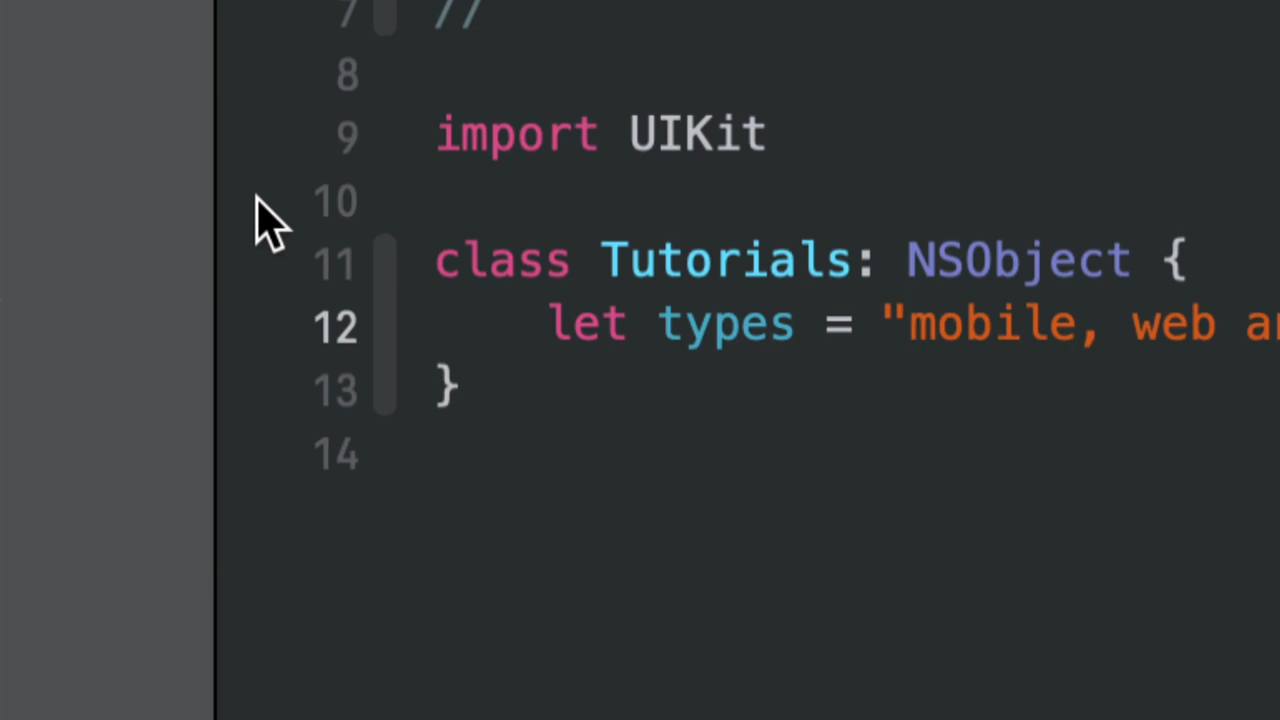 7 //
8
9 import UIKit
10
11 class Tutorials: NSObject {
12 let types = "mobile, web
13 }
14